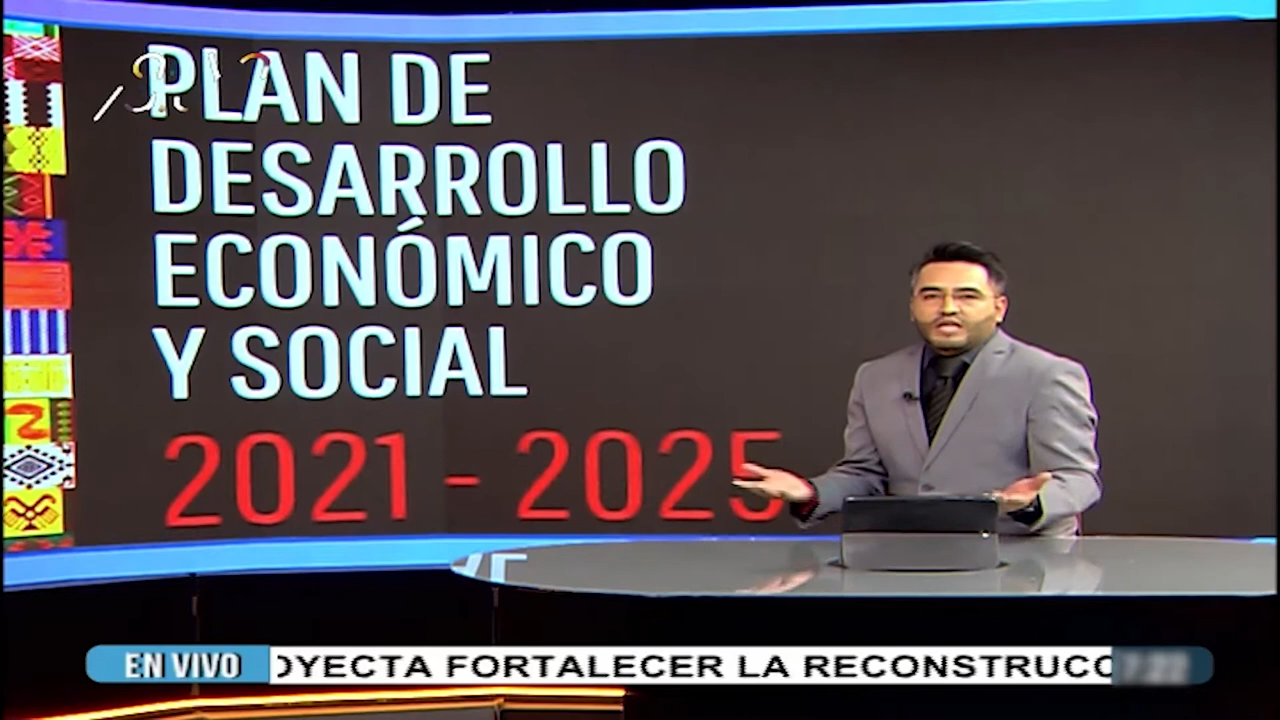 PLAN DE
DESARROLLO
ECONÓMICO
Y SOCIAL
2021 - 2025
EN VIVO
OYECTA FORTALECER LA RECONSTRUCC